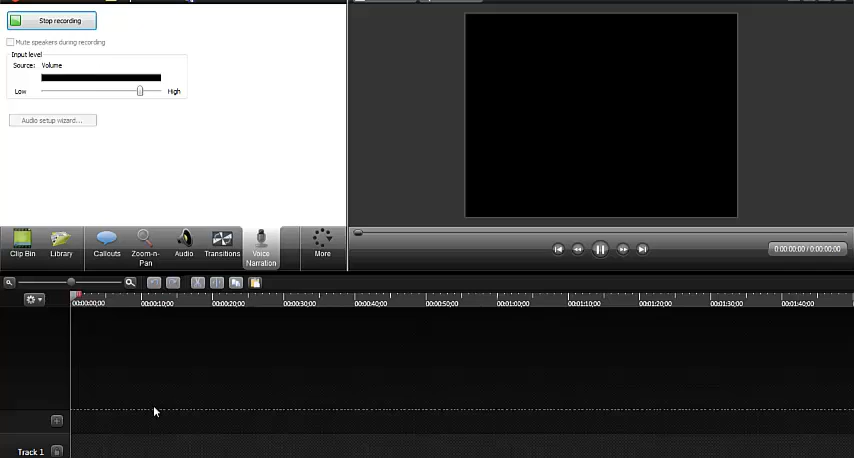 Stop recording
Mute speakers during recording
Input level
Source: Volume
Low High
Audio setup wizard...
Clip Bin Library Callouts Zoom-n-Pan Audio Transitions Voice Narration More
0:00:00:00 / 0:00:00:00
00:00:00;00 00:00:10;00 00:00:20;00 00:00:30;00 00:00:40;00 00:00:50;00 00:01:00;00 00:01:10;00 00:01:20;00 00:01:30;00 00:01:40;00
Track 1